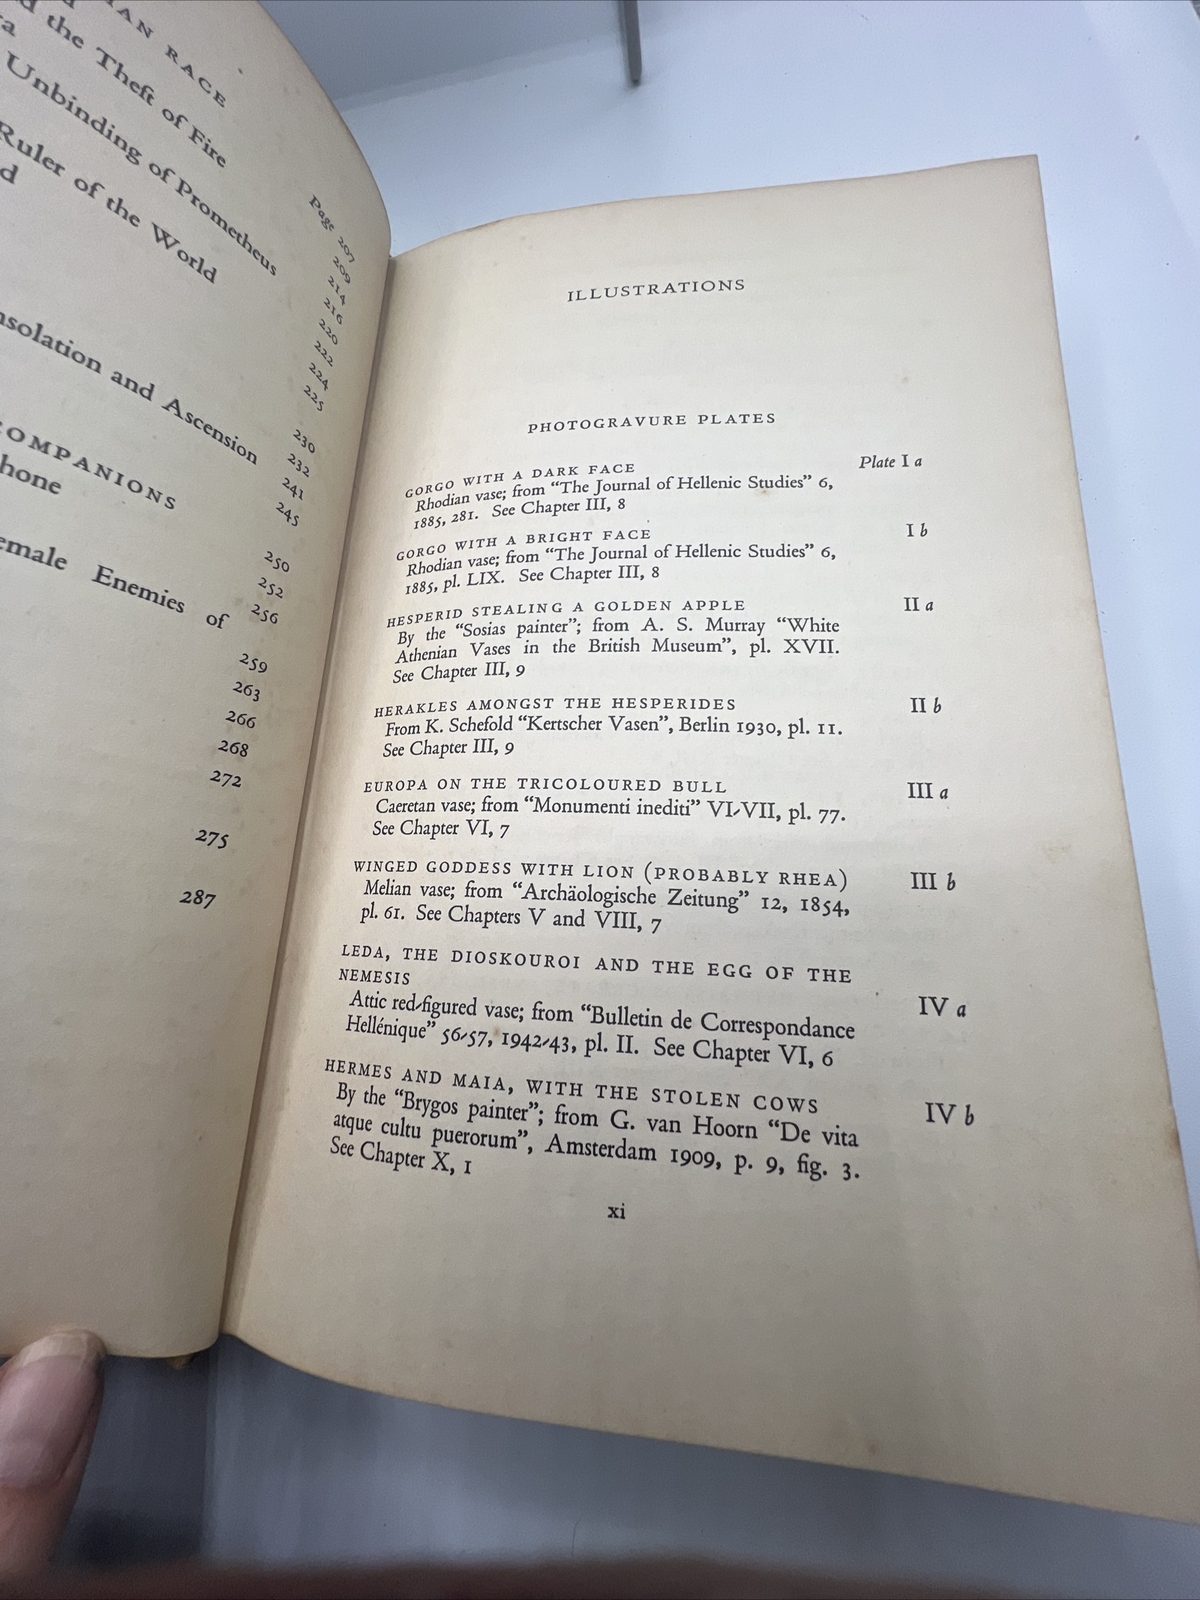 RACE
the Theft of Fire
Unbinding of Prometheus
Ruler of the World
and Ascension
COMPANIONS
Enemies of
Page 207
209
214
216
220
222
224
225
230
232
241
245
250
252
256
259
263
266
268
272
275
287
ILLUSTRATIONS
PHOTOGRAVURE PLATES
GORGO WITH A DARK FACE Plate I a
Rhodian vase; from “The Journal of Hellenic Studies” 6,
1885, 281. See Chapter III, 8
GORGO WITH A BRIGHT FACE I b
Rhodian vase; from “The Journal of Hellenic Studies” 6,
1885, pl. LIX. See Chapter III, 8
HESPERID STEALING A GOLDEN APPLE II a
By the “Sosias painter”; from A. S. Murray “White
Athenian Vases in the British Museum”, pl. XVII.
See Chapter III, 9
HERAKLES AMONGST THE HESPERIDES II b
From K. Schefold “Kertscher Vasen”, Berlin 1930, pl. 11.
See Chapter III, 9
EUROPA ON THE TRICOLOURED BULL III a
Caeretan vase; from “Monumenti inediti” VI-VII, pl. 77.
See Chapter VI, 7
WINGED GODDESS WITH LION (PROBABLY RHEA) III b
Melian vase; from “Archäologische Zeitung” 12, 1854,
pl. 61. See Chapters V and VIII, 7
LEDA, THE DIOSKOUROI AND THE EGG OF THE
NEMESIS IV a
Attic red-figured vase; from “Bulletin de Correspondance
Hellénique” 56-57, 1942-43, pl. II. See Chapter VI, 6
HERMES AND MAIA, WITH THE STOLEN COWS IV b
By the “Brygos painter”; from G. van Hoorn “De vita
atque cultu puerorum”, Amsterdam 1909, p. 9, fig. 3.
See Chapter X, 1
xi